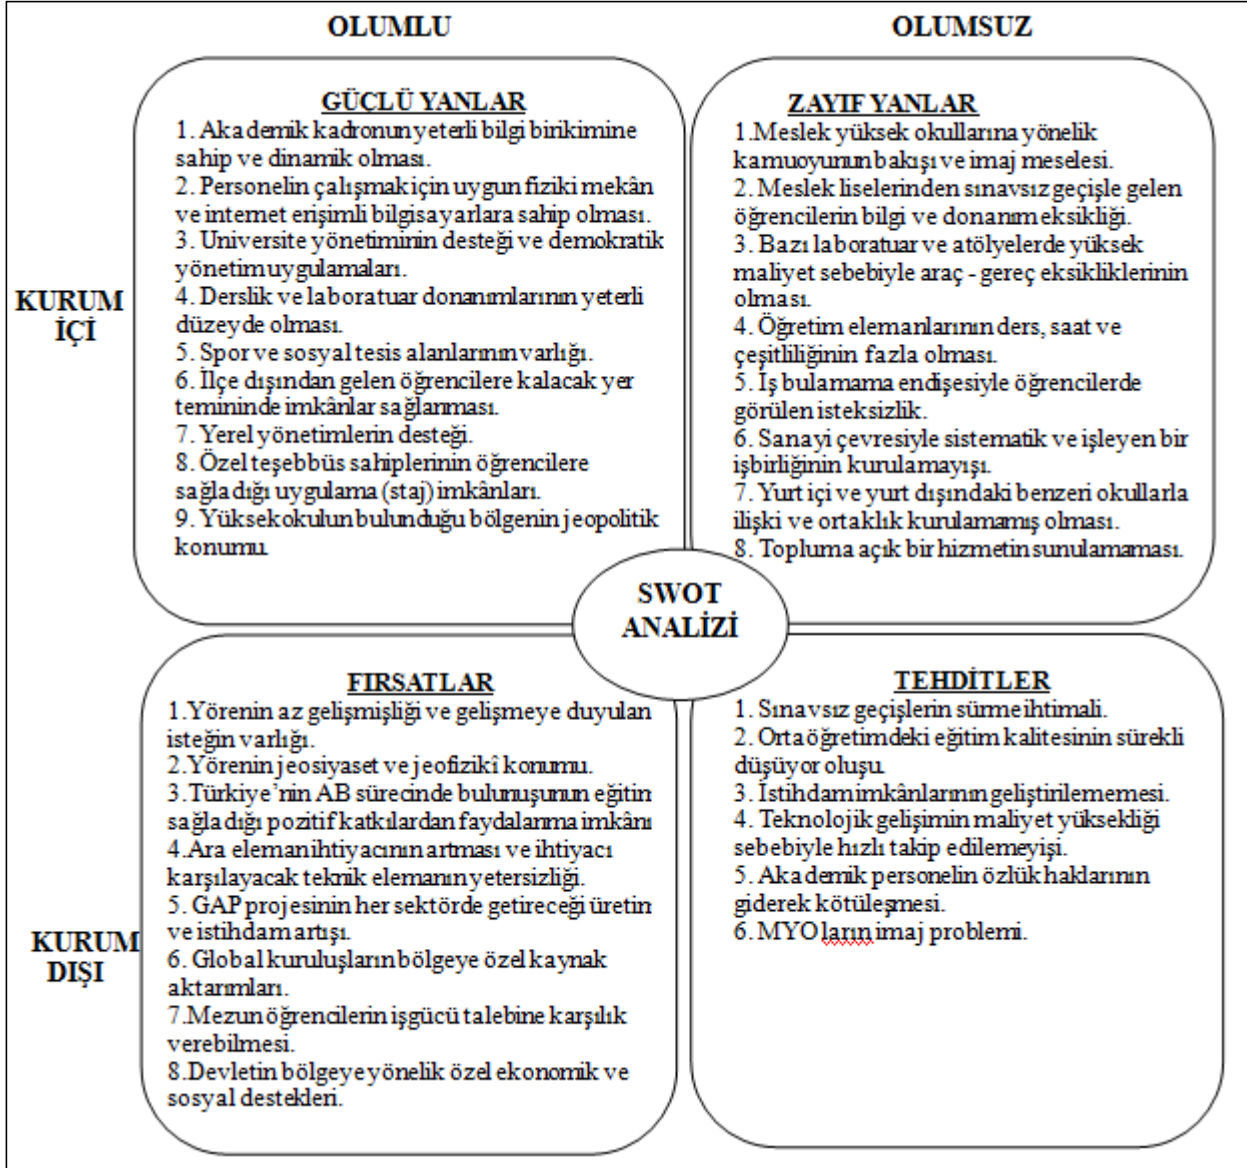 OLUMLU
OLUMSUZ
KURUM
İÇİ
GÜÇLÜ YANLAR
1. Akademik kadronun yeterli bilgi birikimine
sahip ve dinamik olması.
2. Personelin çalışmak için uygun fiziki mekân
ve internet erişimli bilgisayarlara sahip olması.
3. Universite yönetiminin desteği ve demokratik
yönetim uygulamaları.
4. Derslik ve laboratuar donanımlarının yeterli
düzeyde olması.
5. Spor ve sosyal tesis alanlarının varlığı.
6. İlçe dışından gelen öğrencilere kalacak yer
temininde imkânlar sağlanması.
7. Yerel yönetimlerin desteği.
8. Özel teşebbüs sahiplerinin öğrencilere
sağladığı uygulama (staj) imkânları.
9. Yüksekokulun bulunduğu bölgenin jeopolitik
konumu.
ZAYIF YANLAR
1.Meslek yüksek okullarına yönelik
kamuoyunun bakışı ve imaj meselesi.
2. Meslek liselerinden sınavsız geçişle gelen
öğrencilerin bilgi ve donanım eksikliği.
3. Bazı laboratuar ve atölyelerde yüksek
maliyet sebebiyle araç - gereç eksikliklerinin
olması.
4. Öğretim elemanlarının ders, saat ve
çeşitliliğinin fazla olması.
5. İş bulamama endişesiyle öğrencilerde
görülen isteksizlik.
6. Sanayi çevresiyle sistematik ve işleyen bir
işbirliğinin kurulamayışı.
7. Yurt içi ve yurt dışındaki benzeri okullarla
ilişki ve ortaklık kurulamamış olması.
8. Topluma açık bir hizmetin sunulamaması.
SWOT
ANALİZİ
KURUM
DIŞI
FIRSATLAR
1.Yörenin az gelişmişliği ve gelişmeye duyulan
isteğin varlığı.
2.Yörenin jeosiyaset ve jeofizikî konumu.
3.Türkiye’nin AB sürecinde bulunuşunun eğitim
sağladığı pozitif katkılardan faydalanma imkânı
4.Ara eleman ihtiyacının artması ve ihtiyacı
karşılayacak teknik elemanın yetersizliği.
5. GAP projesinin her sektörde getireceği üretim
ve istihdam artışı.
6. Global kuruluşların bölgeye özel kaynak
aktarımları.
7.Mezun öğrencilerin işgücü talebine karşılık
verebilmesi.
8.Devletin bölgeye yönelik özel ekonomik ve
sosyal destekleri.
TEHDİTLER
1. Sınavsız geçişlerin sürme ihtimali.
2. Orta öğretimdeki eğitim kalitesinin sürekli
düşüyor oluşu.
3. İstihdam imkânlarının geliştirilememesi.
4. Teknolojik gelişimin maliyet yüksekliği
sebebiyle hızlı takip edilemeyişi.
5. Akademik personelin özlük haklarının
giderek kötüleşmesi.
6. MYO ların imaj problemi.